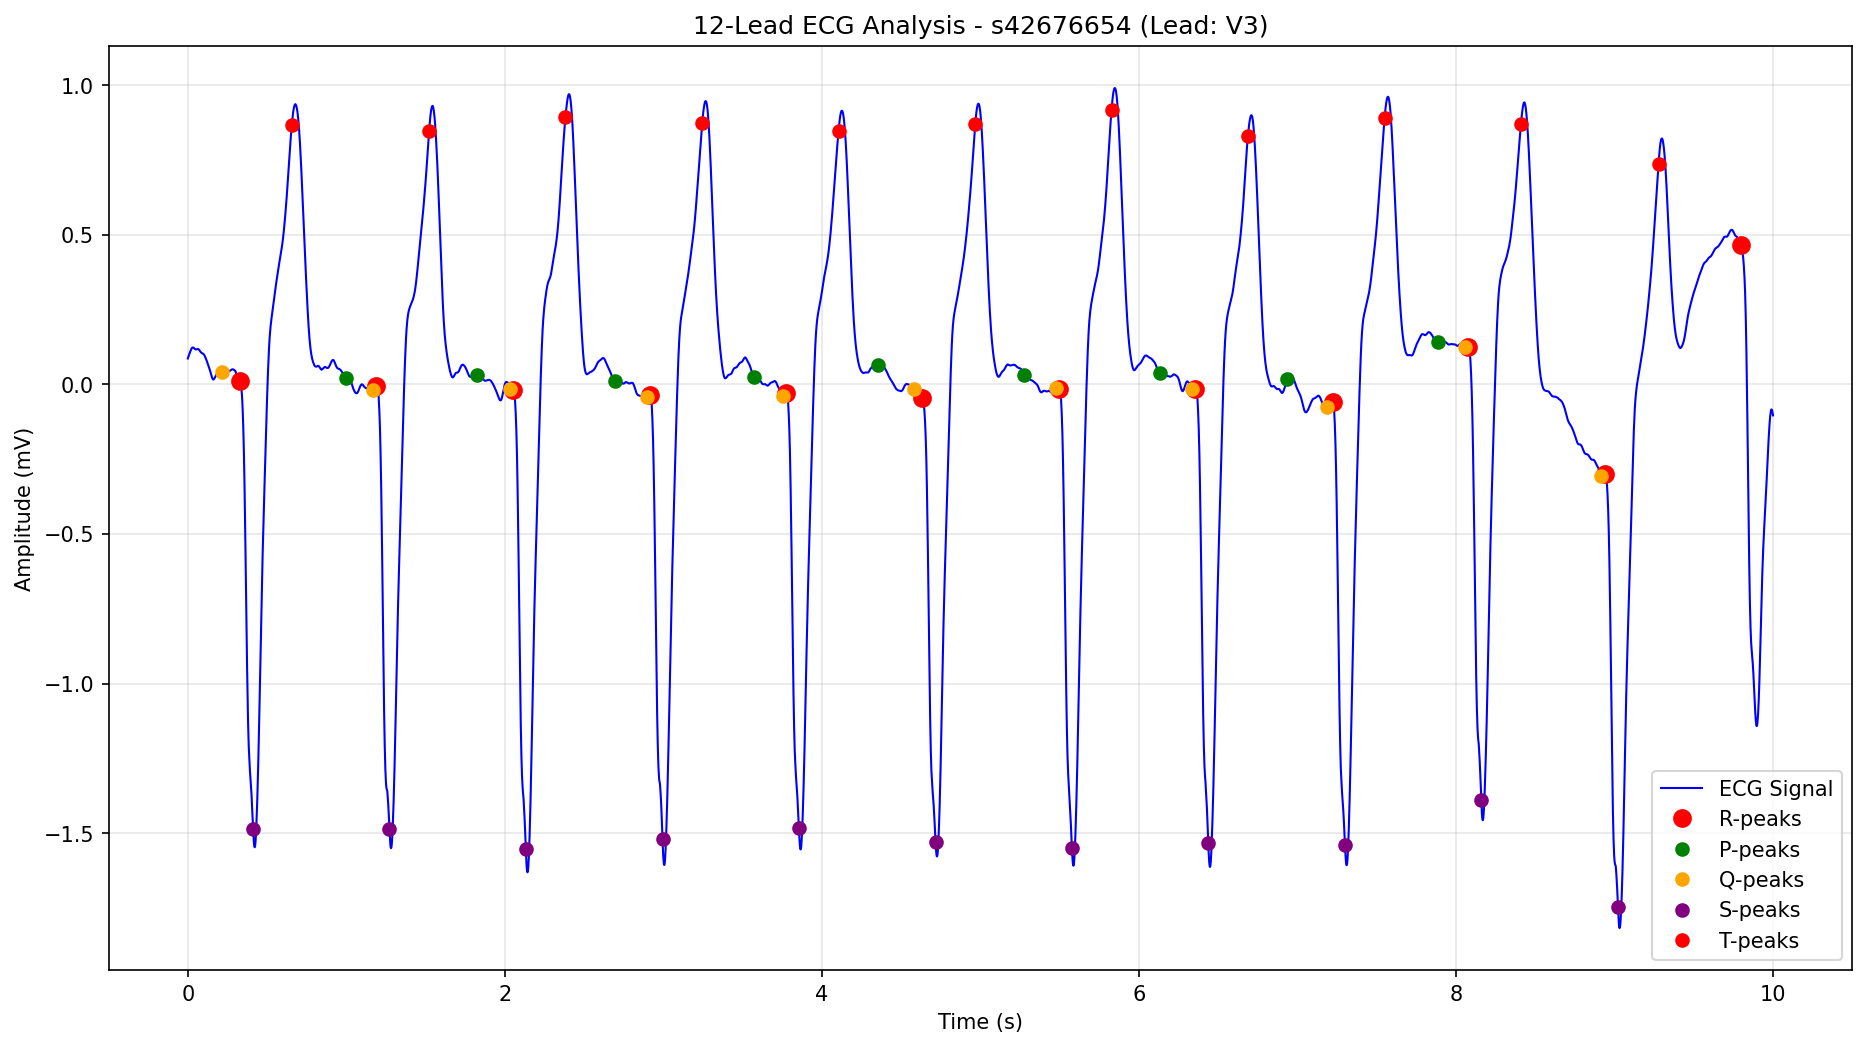 12-Lead ECG Analysis - s42676654 (Lead: V3)
1.0
0.5
0.0
−0.5
−1.0
−1.5
Amplitude (mV)
0 2 4 6 8 10
Time (s)
ECG Signal
R-peaks
P-peaks
Q-peaks
S-peaks
T-peaks